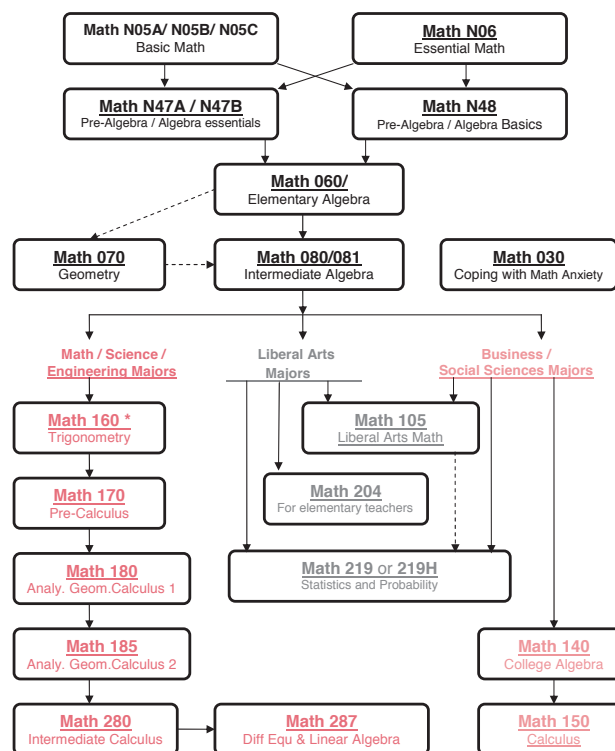 Math N05A/ N05B/ N05C
Basic Math
Math N06
Essential Math
Math N47A / N47B
Pre-Algebra / Algebra essentials
Math N48
Pre-Algebra / Algebra Basics
Math 060/
Elementary Algebra
Math 070
Geometry
Math 080/081
Intermediate Algebra
Math 030
Coping with Math Anxiety
Math / Science /
Engineering Majors
Liberal Arts
Majors
Business /
Social Sciences Majors
Math 160 *
Trigonometry
Math 105
Liberal Arts Math
Math 170
Pre-Calculus
Math 204
For elementary teachers
Math 180
Analy. Geom.Calculus 1
Math 219 or 219H
Statistics and Probability
Math 185
Analy. Geom.Calculus 2
Math 140
College Algebra
Math 280
Intermediate Calculus
Math 287
Diff Equ & Linear Algebra
Math 150
Calculus